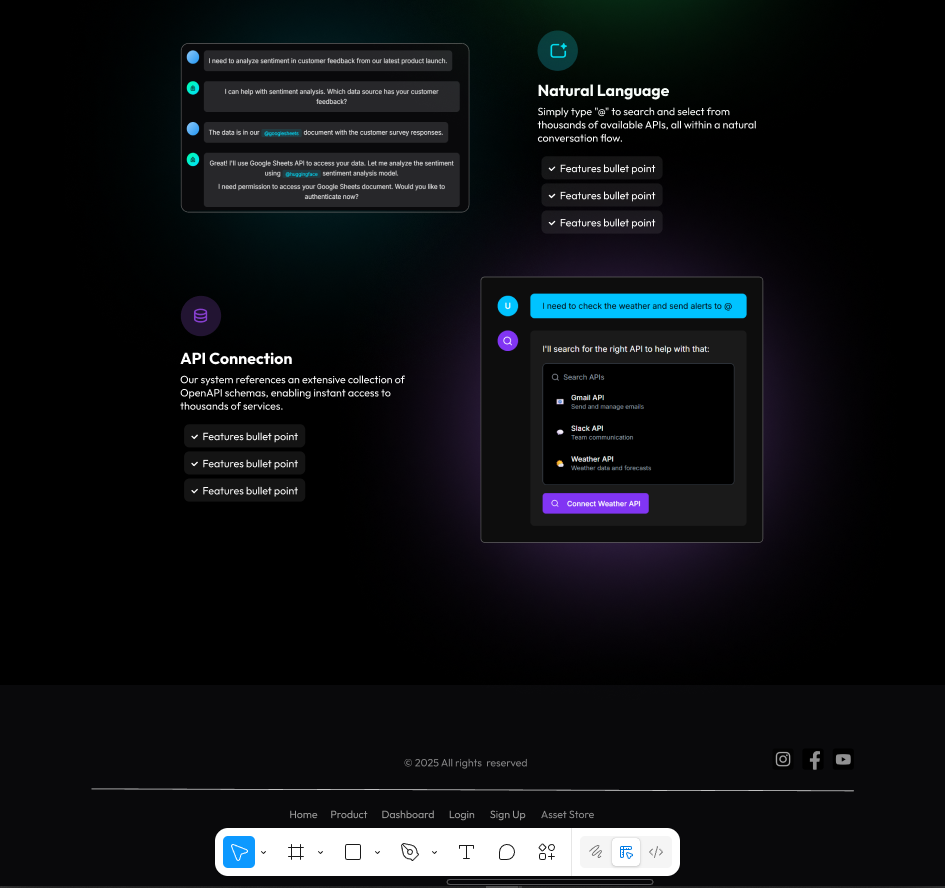 I need to analyze sentiment in customer feedback from our latest product launch.
I can help with sentiment analysis. Which data source has your customer
feedback?
The data is in our @googlesheets document with the customer survey responses.
Great! I'll use Google Sheets API to access your data. Let me analyze the sentiment
using @huggingface sentiment analysis model.
I need permission to access your Google Sheets document. Would you like to
authenticate now?
Natural Language
Simply type "@" to search and select from
thousands of available APIs, all within a natural
conversation flow.
Features bullet point
Features bullet point
Features bullet point
API Connection
Our system references an extensive collection of
OpenAPI schemas, enabling instant access to
thousands of services.
Features bullet point
Features bullet point
Features bullet point
U
I need to check the weather and send alerts to @
I'll search for the right API to help with that:
Search APIs
Gmail API
Send and manage emails
Slack API
Team communication
Weather API
Weather data and forecasts
Connect Weather API
© 2025 All rights  reserved
Home Product Dashboard Login Sign Up Asset Store